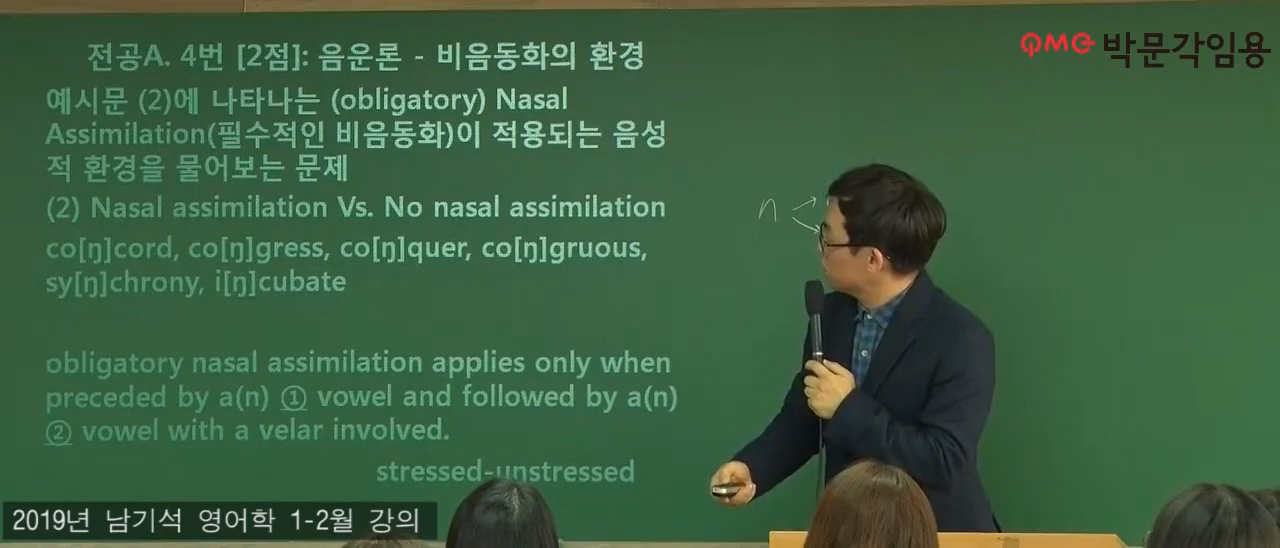 전공A. 4번 [2점]: 음운론 - 비음동화의 환경
예시문 (2)에 나타나는 (obligatory) Nasal
Assimilation(필수적인 비음동화)이 적용되는 음성
적 환경을 물어보는 문제
(2) Nasal assimilation Vs. No nasal assimilation
co[ŋ]cord, co[ŋ]gress, co[ŋ]quer, co[ŋ]gruous,
sy[ŋ]chrony, i[ŋ]cubate
obligatory nasal assimilation applies only when
preceded by a(n) ① vowel and followed by a(n)
② vowel with a velar involved.
stressed-unstressed
n
PMG 박문각임용
2019년 남기석 영어학 1-2월 강의